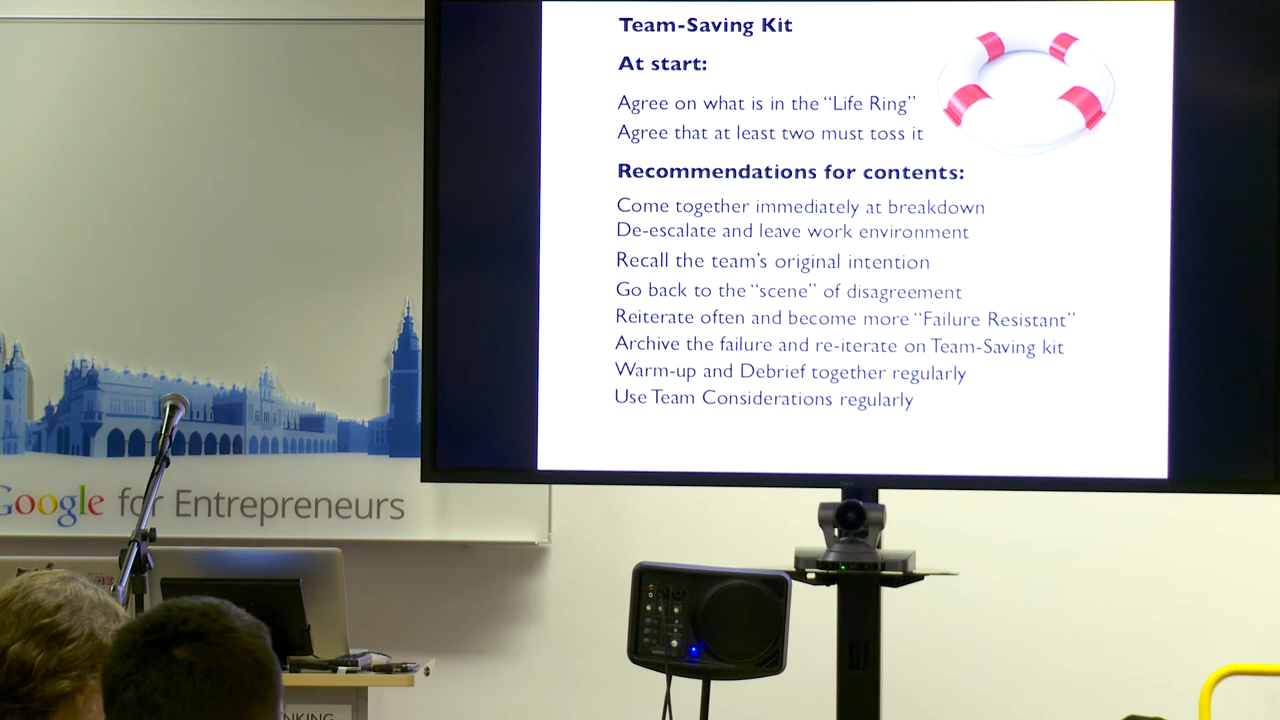 Team-Saving Kit
At start:
Agree on what is in the “Life Ring”
Agree that at least two must toss it
Recommendations for contents:
Come together immediately at breakdown
De-escalate and leave work environment
Recall the team’s original intention
Go back to the “scene” of disagreement
Reiterate often and become more “Failure Resistant”
Archive the failure and re-iterate on Team-Saving kit
Warm-up and Debrief together regularly
Use Team Considerations regularly
Google for Entrepreneurs
NKING